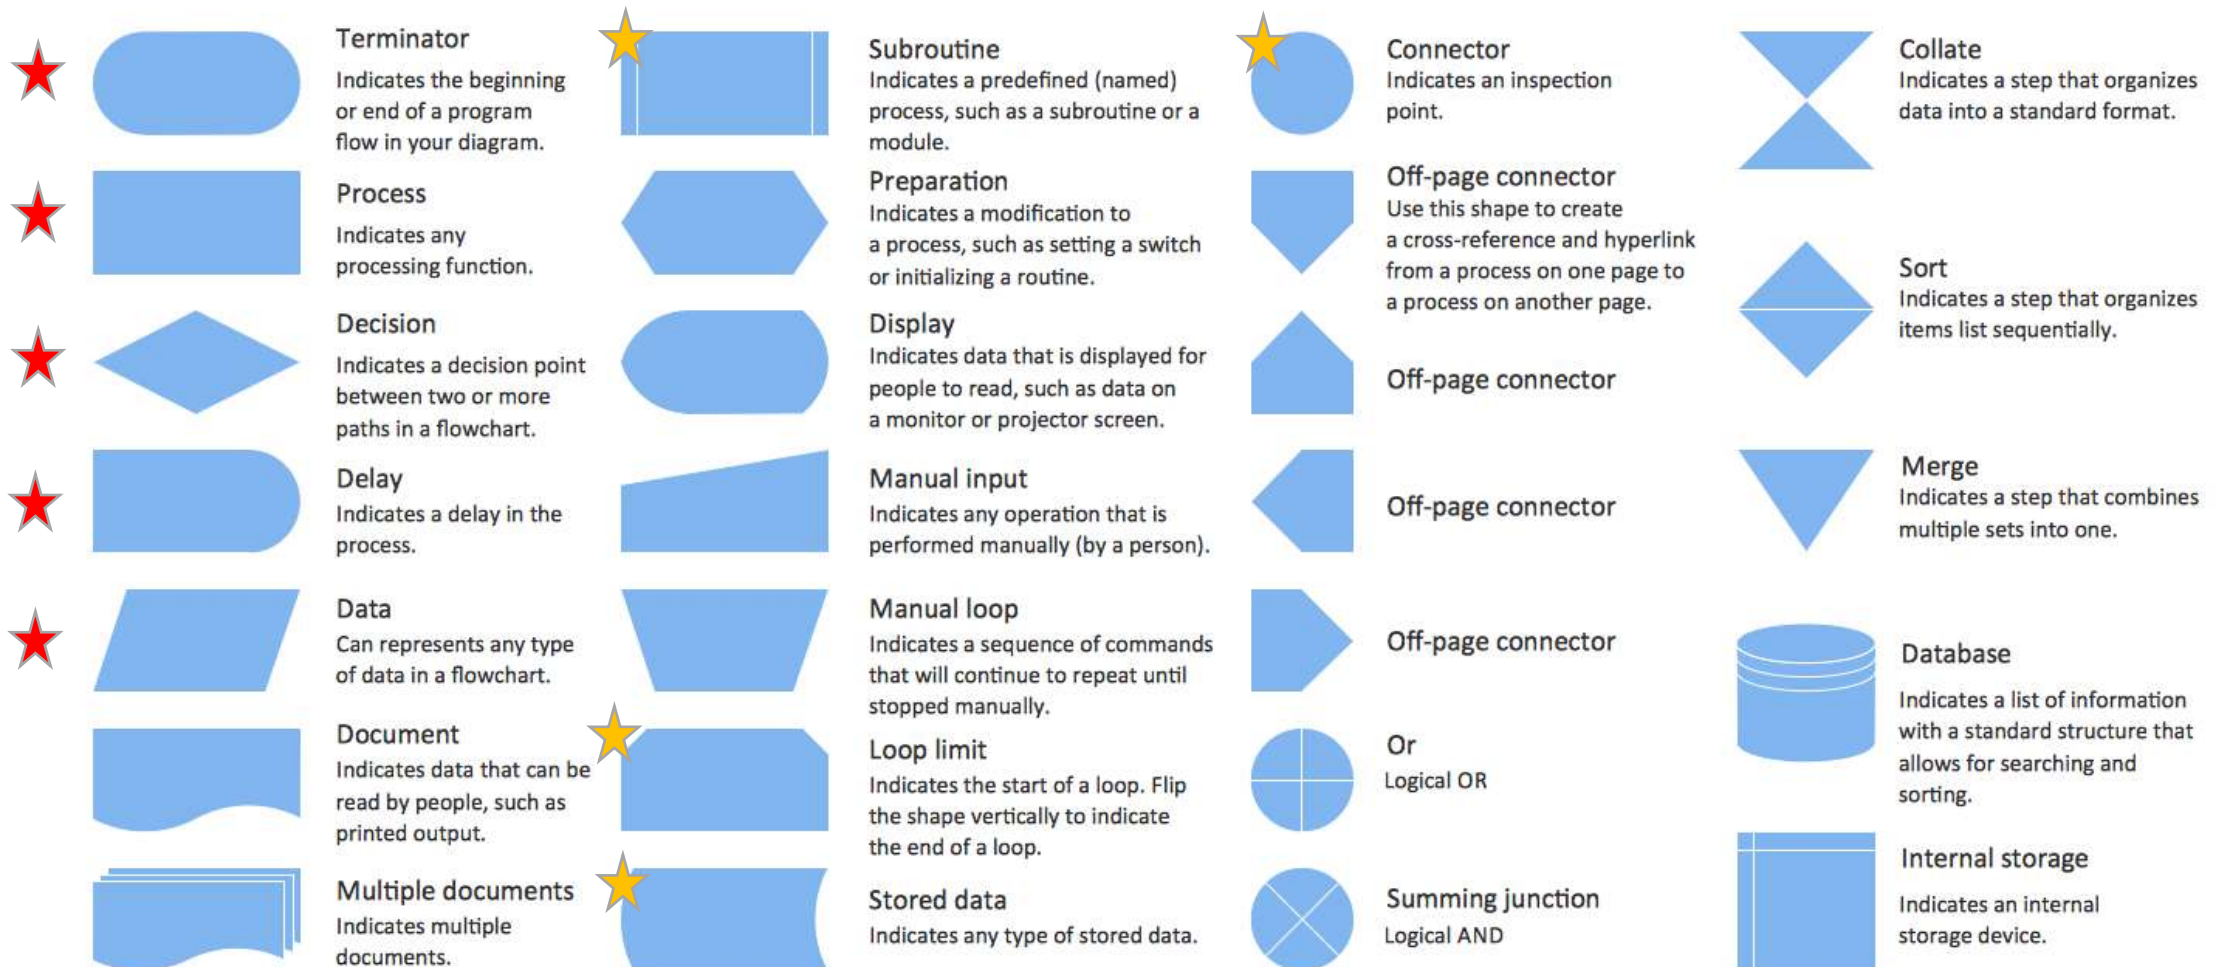 Terminator
Indicates the beginning
or end of a program
flow in your diagram.
Process
Indicates any
processing function.
Decision
Indicates a decision point
between two or more
paths in a flowchart.
Delay
Indicates a delay in the
process.
Data
Can represents any type
of data in a flowchart.
Document
Indicates data that can be
read by people, such as
printed output.
Multiple documents
Indicates multiple
documents.
Subroutine
Indicates a predefined (named)
process, such as a subroutine or a
module.
Preparation
Indicates a modification to
a process, such as setting a switch
or initializing a routine.
Display
Indicates data that is displayed for
people to read, such as data on
a monitor or projector screen.
Manual input
Indicates any operation that is
performed manually (by a person).
Manual loop
Indicates a sequence of commands
that will continue to repeat until
stopped manually.
Loop limit
Indicates the start of a loop. Flip
the shape vertically to indicate
the end of a loop.
Stored data
Indicates any type of stored data.
Connector
Indicates an inspection
point.
Off-page connector
Use this shape to create
a cross-reference and hyperlink
from a process on one page to
a process on another page.
Off-page connector
Off-page connector
Off-page connector
Or
Logical OR
Summing junction
Logical AND
Collate
Indicates a step that organizes
data into a standard format.
Sort
Indicates a step that organizes
items list sequentially.
Merge
Indicates a step that combines
multiple sets into one.
Database
Indicates a list of information
with a standard structure that
allows for searching and
sorting.
Internal storage
Indicates an internal
storage device.